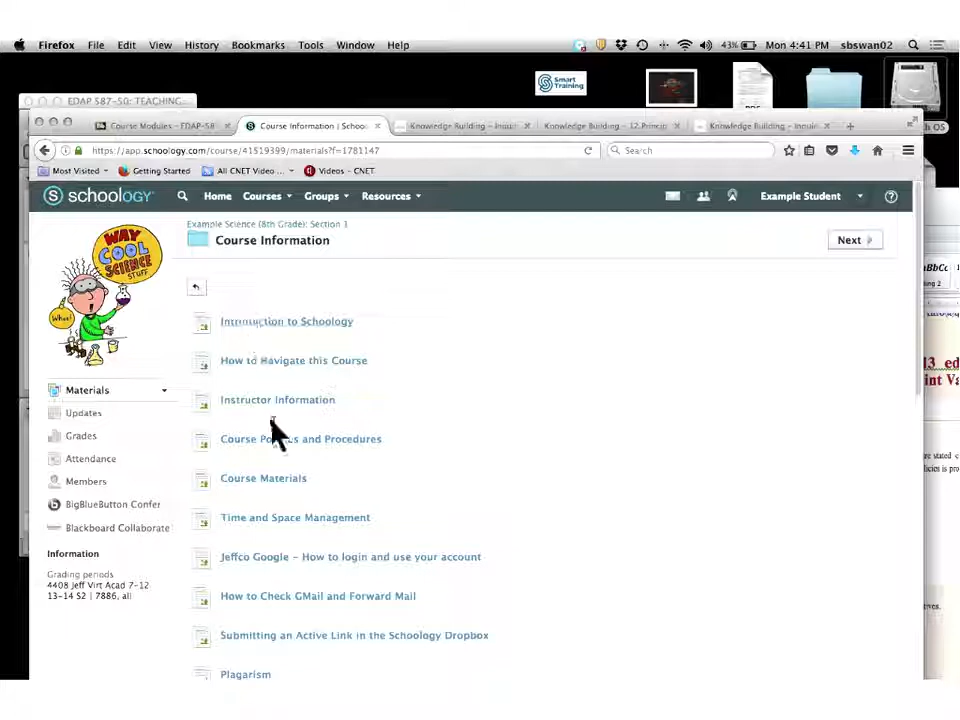 Firefox File Edit View History Bookmarks Tools Window Help 43% Mon 4:41 PM sbswan02
Smart Training
EDAP 587-50: TEACHING...
Course Modules – EDAP-58
Course Information | Schoo
Knowledge Building – Inqui
Knowledge Building – 12 Princip
Knowledge Building – Inquir
https://app.schoology.com/course/41519399/materials?f=1781147
Search
Most Visited
Getting Started
All CNET Video ...
Videos – CNET
schoology Home Courses Groups Resources Example Student
Example Science (8th Grade): Section 1
Course Information
Next
WAY COOL SCIENCE STUFF
Whee!
Introduction to Schoology
How to Navigate this Course
Instructor Information
Course Policies and Procedures
Course Materials
Time and Space Management
Jeffco Google – How to login and use your account
How to Check GMail and Forward Mail
Submitting an Active Link in the Schoology Dropbox
Plagarism
Materials
Updates
Grades
Attendance
Members
BigBlueButton Confer
Blackboard Collaborate
Information
Grading periods
4408 Jeff Virt Acad 7-12
13-14 S2 | 7886, all